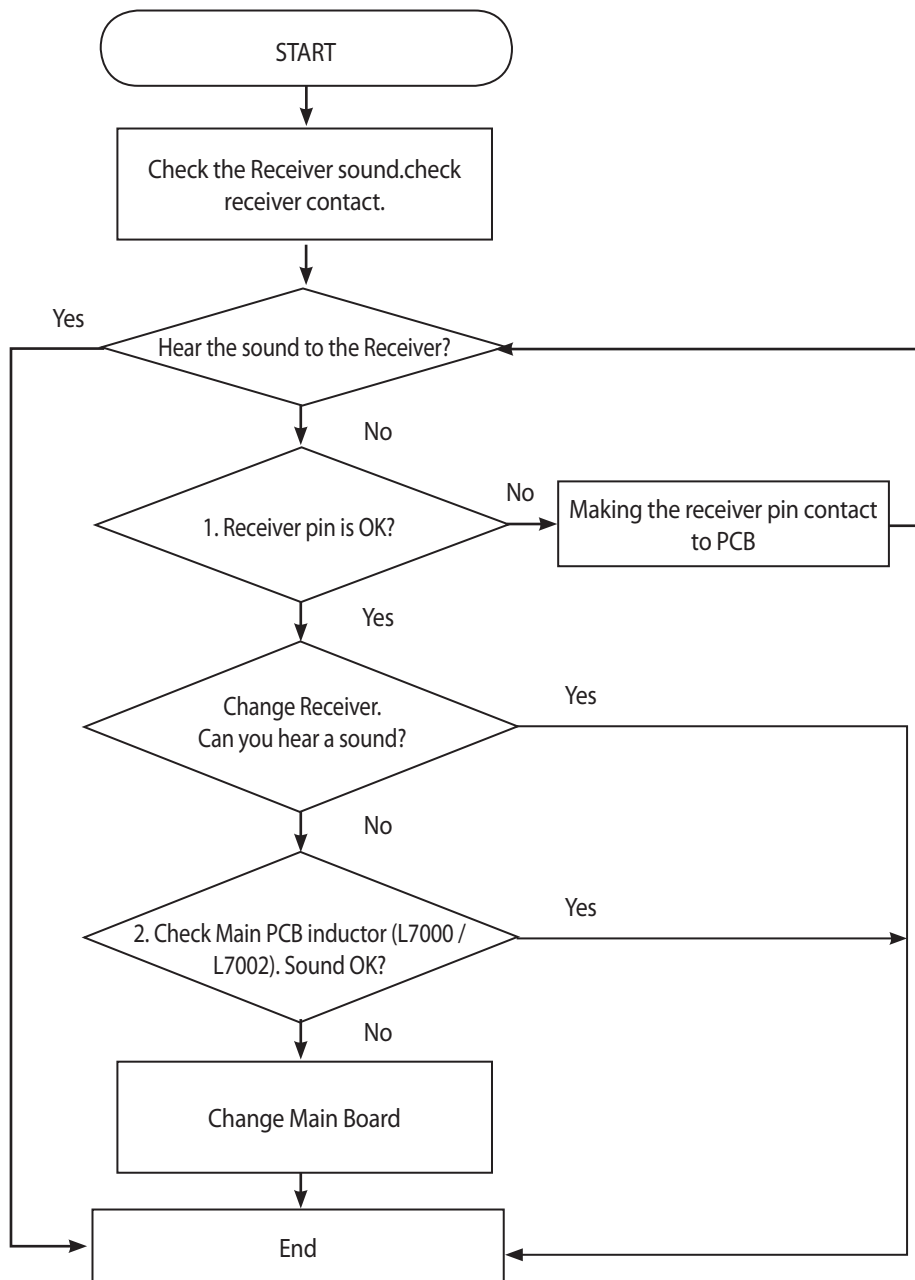 START
Check the Receiver sound.check
receiver contact.
Yes
Hear the sound to the Receiver?
No
1. Receiver pin is OK?
No
Making the receiver pin contact
to PCB
Yes
Change Receiver.
Can you hear a sound?
Yes
No
2. Check Main PCB inductor (L7000 /
L7002). Sound OK?
Yes
No
Change Main Board
End